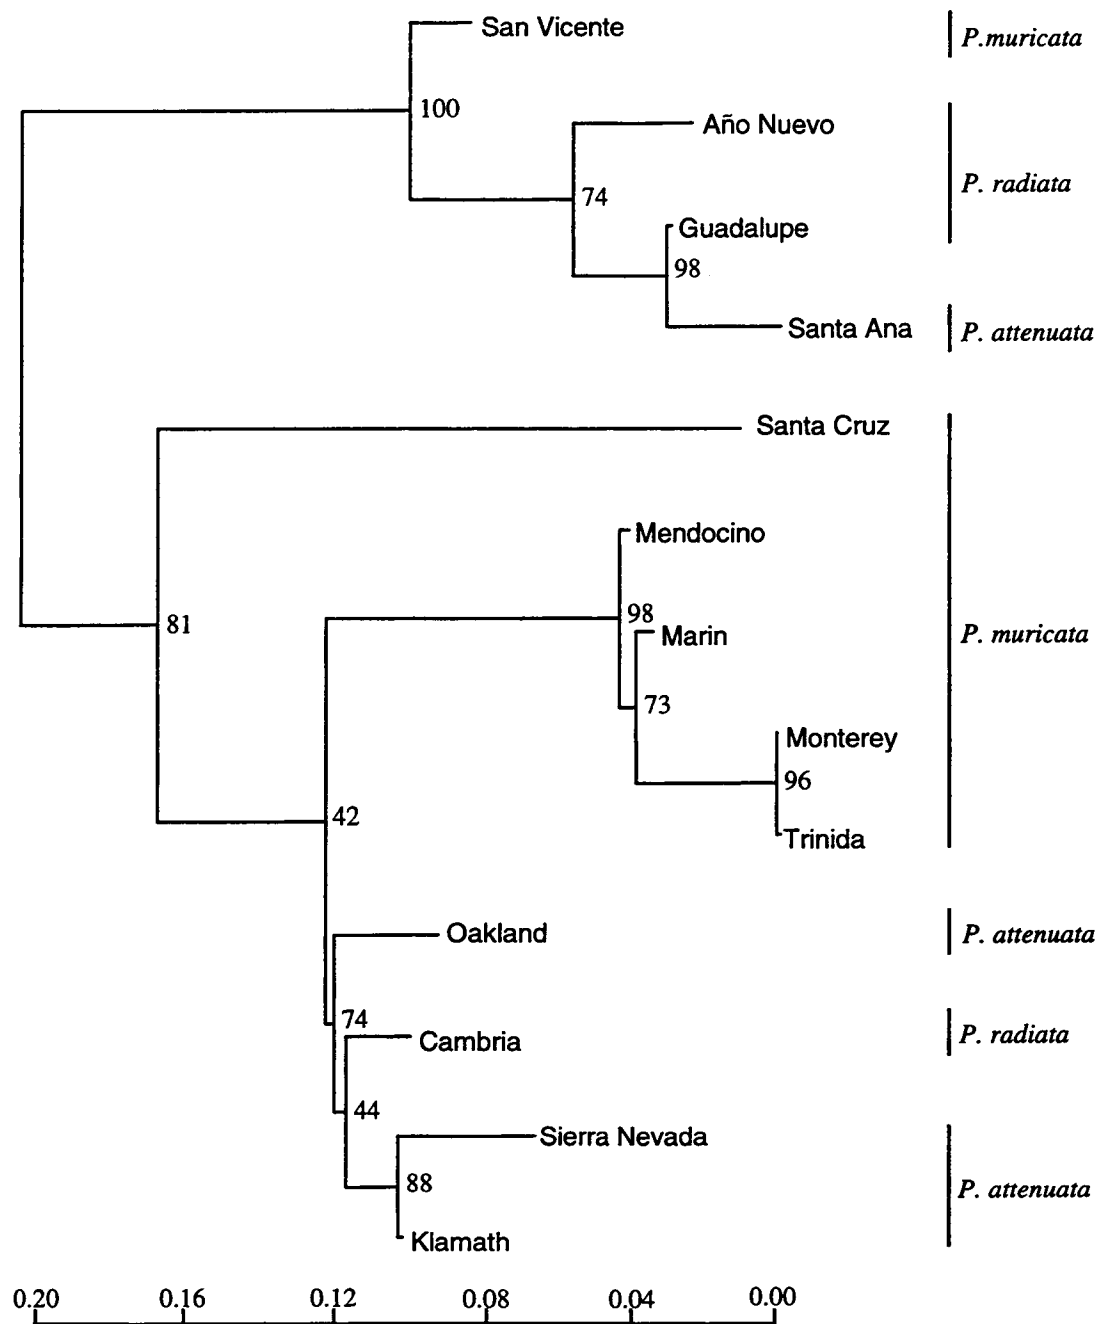 San Vicente
P.muricata
100
Año Nuevo
74
P. radiata
Guadalupe
98
Santa Ana
P. attenuata
Santa Cruz
Mendocino
98
81
Marin
P. muricata
73
Monterey
96
42
Trinida
Oakland
P. attenuata
74
Cambria
P. radiata
44
Sierra Nevada
88
P. attenuata
Klamath
0.20 0.16 0.12 0.08 0.04 0.00